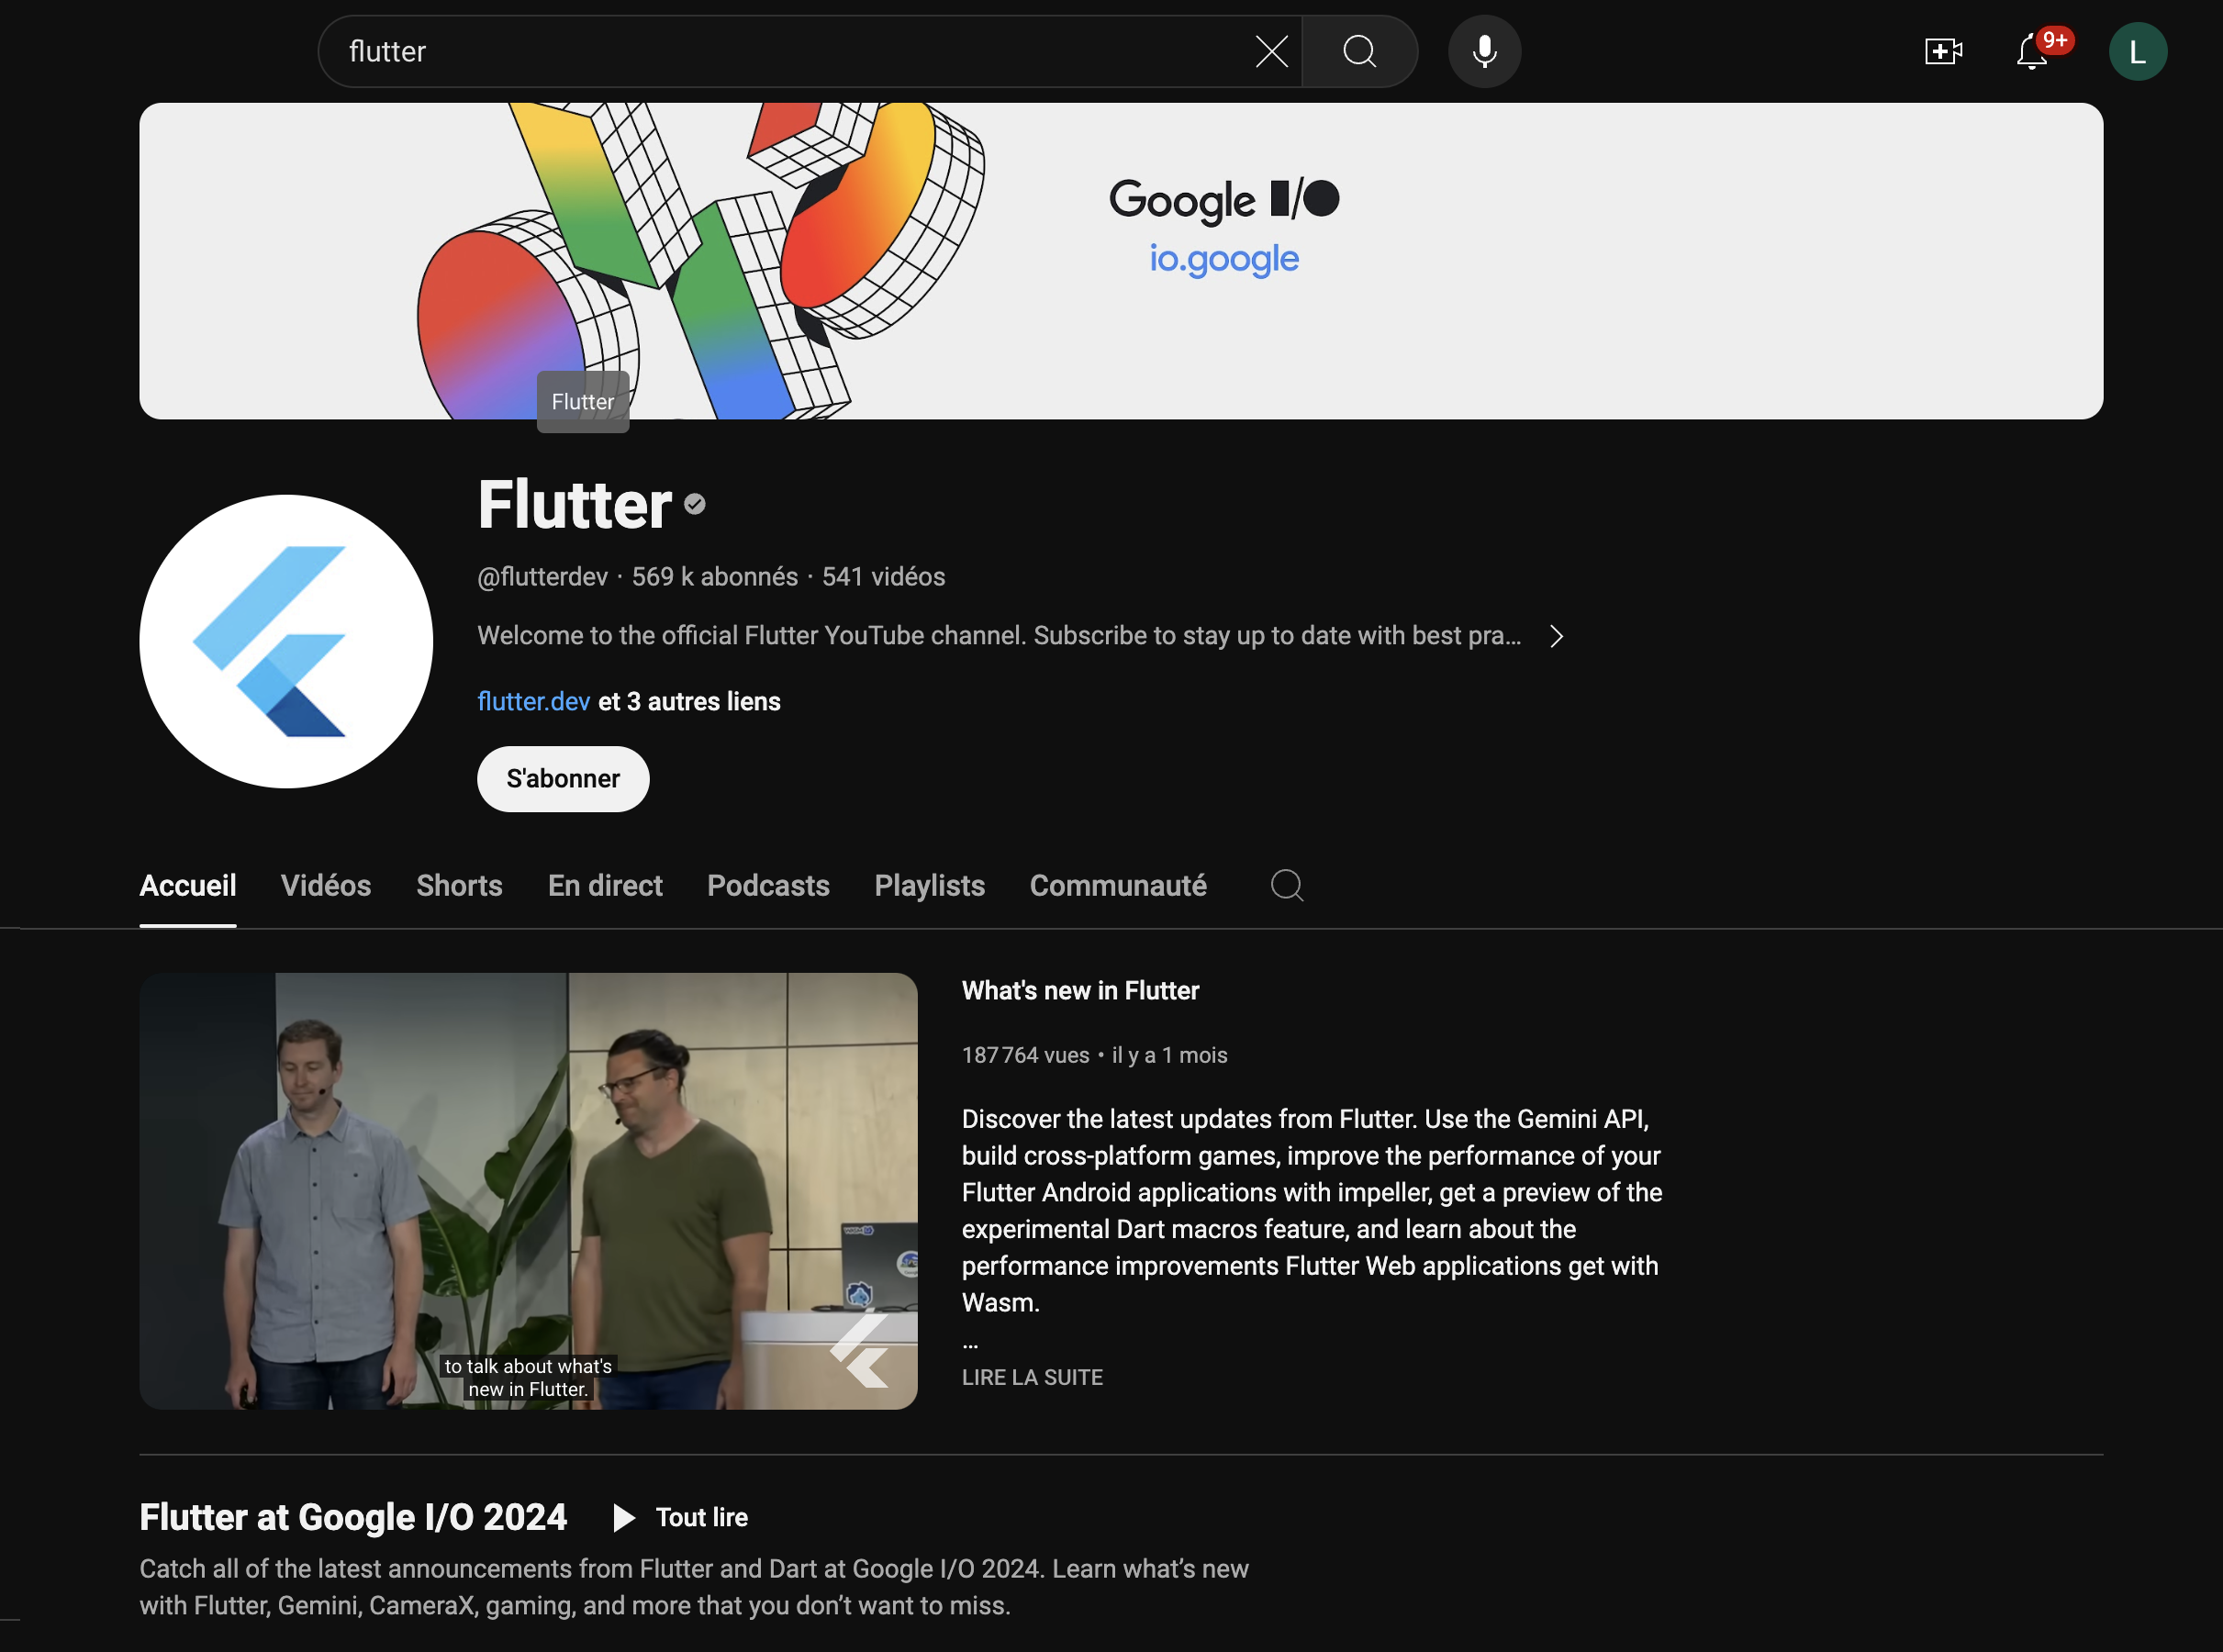 flutter
9+
L
Google I/O
io.google
Flutter
Flutter
@flutterdev · 569 k abonnés · 541 vidéos
Welcome to the official Flutter YouTube channel. Subscribe to stay up to date with best pra...
flutter.dev et 3 autres liens
S'abonner
Accueil Vidéos Shorts En direct Podcasts Playlists Communauté
to talk about what's
new in Flutter.
What's new in Flutter
187 764 vues • il y a 1 mois
Discover the latest updates from Flutter. Use the Gemini API,
build cross-platform games, improve the performance of your
Flutter Android applications with impeller, get a preview of the
experimental Dart macros feature, and learn about the
performance improvements Flutter Web applications get with
Wasm.
...
LIRE LA SUITE
Flutter at Google I/O 2024 Tout lire
Catch all of the latest announcements from Flutter and Dart at Google I/O 2024. Learn what’s new
with Flutter, Gemini, CameraX, gaming, and more that you don’t want to miss.